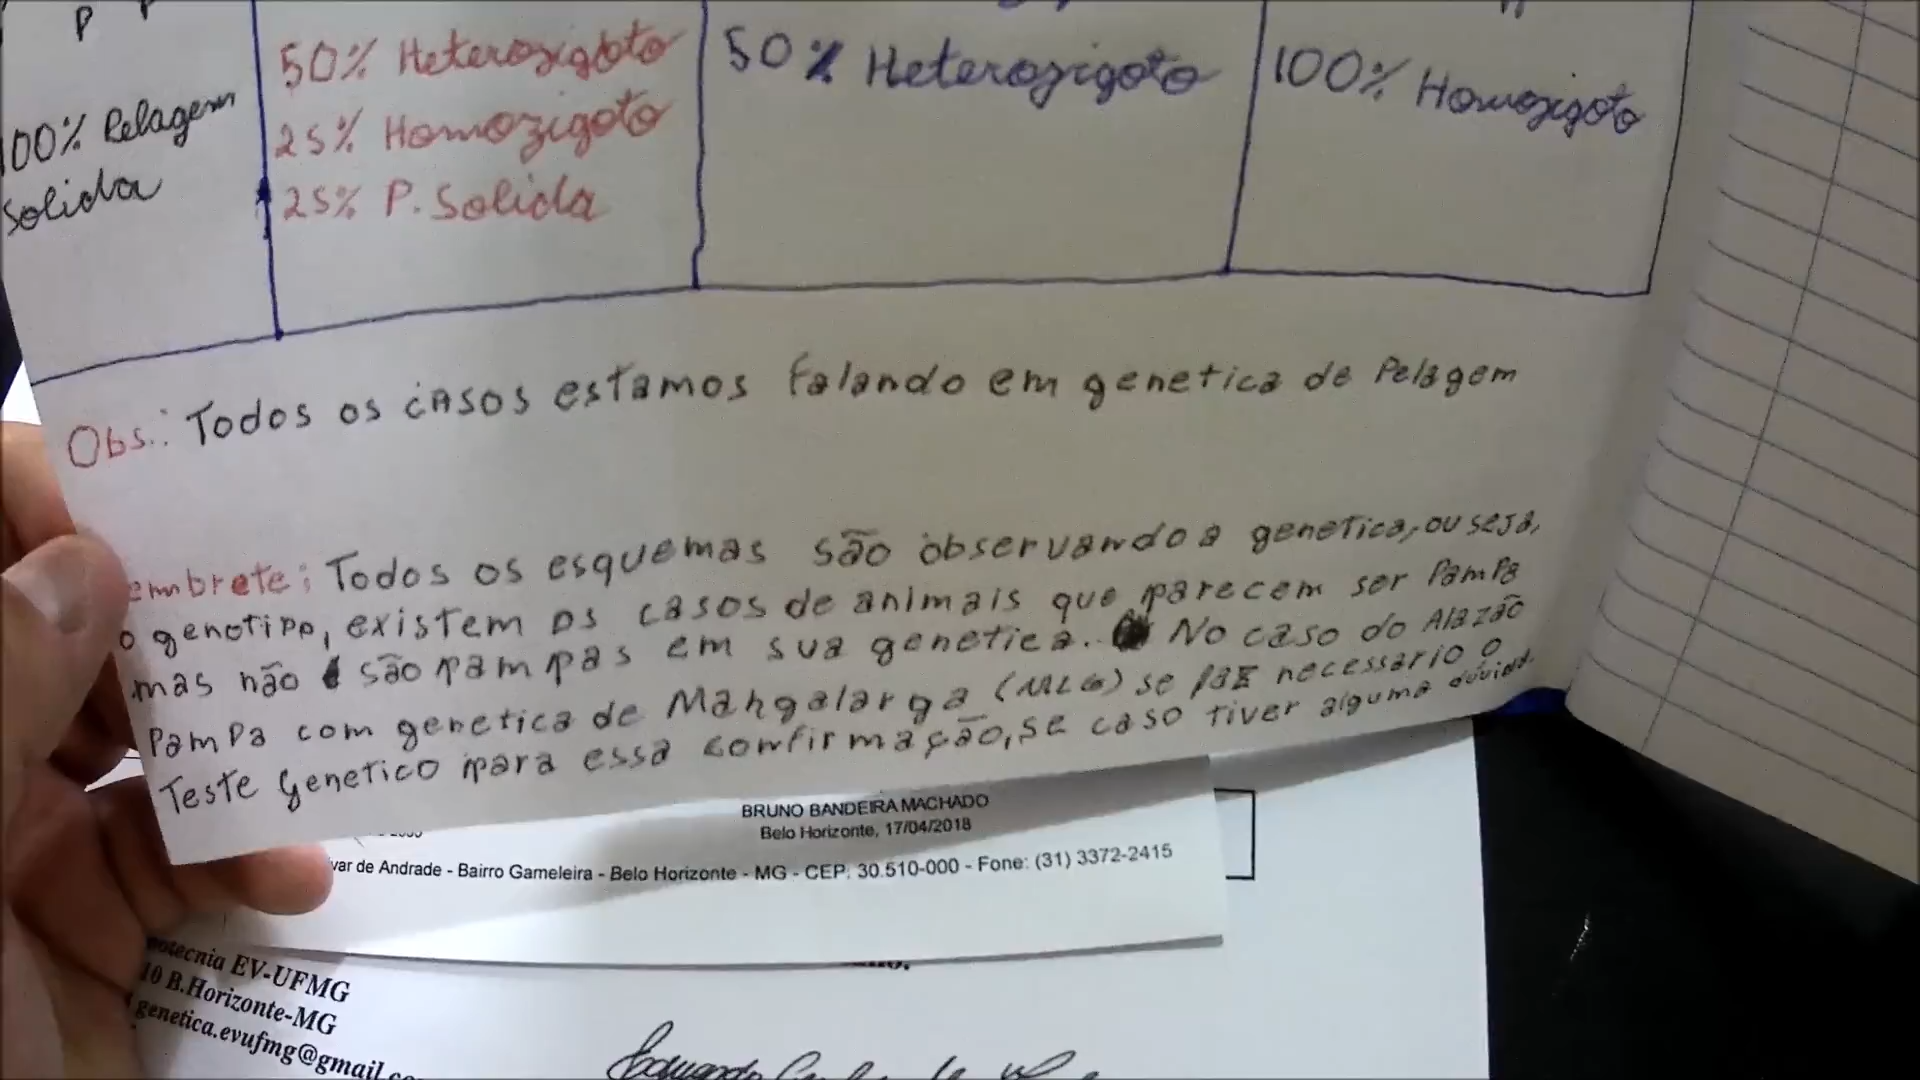 100% Pelagem
Solida
50% Heterozigoto
25% Homozigoto
25% P. Solida
50% Heterozigoto
100% Homozigoto
Obs.: Todos os casos estamos falando em genetica de Pelagem
embrete: Todos os esquemas são observando a genetica, ou seja,
o genotipo, existem os casos de animais que parecem ser Pampa
mas não são pampas em sua genetica. No caso do Alazão
Pampa com genetica de Mahgalarga se faz necessario o
Teste Genetico para essa confirmação, se caso tiver alguma dúvida.
BRUNO BANDEIRA MACHADO
Belo Horizonte, 17/04/2018
var de Andrade - Bairro Gameleira - Belo Horizonte - MG - CEP. 30.510-000 - Fone: (31) 3372-2415
otecnia EV-UFMG
10 B.Horizonte-MG
genetica.evufmg@gmail.co